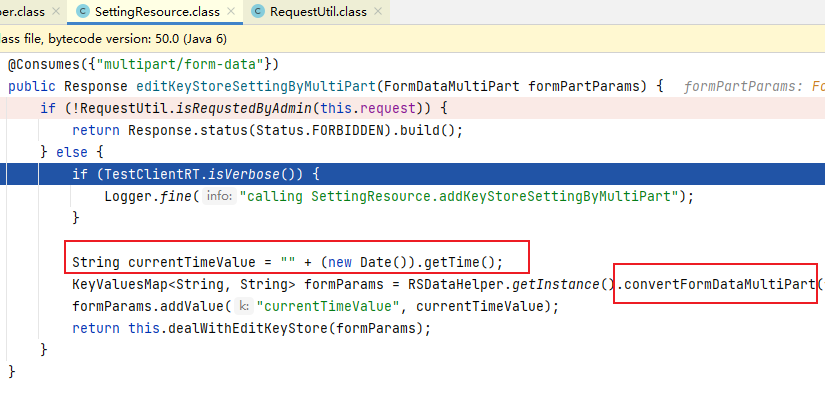 per.class SettingResource.class RequestUtil.class
lass file, bytecode version: 50.0 (Java 6)
@Consumes({"multipart/form-data"})
public Response editKeyStoreSettingByMultiPart(FormDataMultiPart formPartParams) { formPartParams: Fo
if (!RequestUtil.isRequstedByAdmin(this.request)) {
return Response.status(Status.FORBIDDEN).build();
} else {
if (TestClientRT.isVerbose()) {
Logger.fine( info: "calling SettingResource.addKeyStoreSettingByMultiPart");
}
String currentTimeValue = "" + (new Date()).getTime();
KeyValuesMap<String, String> formParams = RSDataHelper.getInstance().convertFormDataMultiPart(
formParams.addValue( k: "currentTimeValue", currentTimeValue);
return this.dealWithEditKeyStore(formParams);
}
}